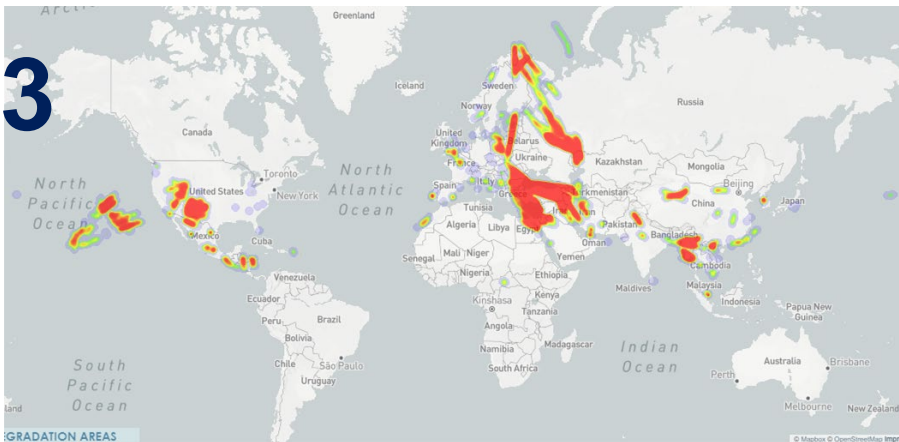 Greenland
Arctic
3
Iceland
Sweden
Norway
Russia
Canada
United
Kingdom
Belarus
Ukraine
France
Kazakhstan
Mongolia
Toronto
New York
United States
North
Pacific
Ocean
North
Atlantic
Ocean
Spain
Italy
Greece
Turkmenistan
Beijing
China
Japan
Tunisia
Algeria
Libya
Egypt
Iran
Pakistan
Mexico
Cuba
Oman
Bangladesh
Senegal
Mali
Niger
Yemen
Cambodia
Nigeria
Ethiopia
Venezuela
Maldives
Malaysia
Ecuador
Kinshasa
Kenya
Indonesia
Papua New
Guinea
Peru
Brazil
Tanzania
Angola
Bolivia
Namibia
Madagascar
Indian
Ocean
Chile
São Paulo
South Africa
Uruguay
Australia
Brisbane
Perth
South
Pacific
Ocean
Melbourne
New Zealand
land
EGRADATION AREAS
© Mapbox © OpenStreetMap Impr